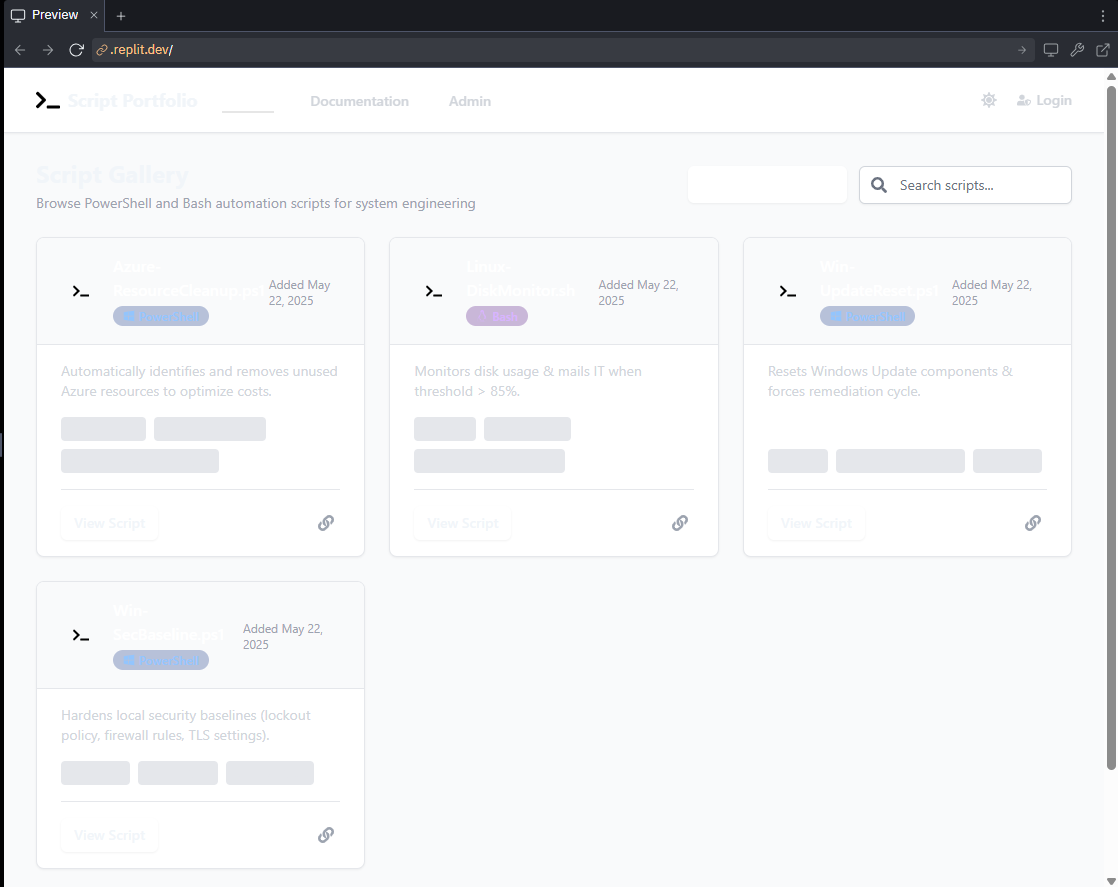 Preview
.replit.dev/
Script Portfolio
Documentation
Admin
Login
Script Gallery
Browse PowerShell and Bash automation scripts for system engineering
Search scripts...
Azure-
ResourceCleanup.ps1
PowerShell
Added May
22, 2025
Automatically identifies and removes unused
Azure resources to optimize costs.
View Script
Linux-
DiskMonitor.sh
Bash
Added May 22,
2025
Monitors disk usage & mails IT when
threshold > 85%.
View Script
Win-
UpdateReset.ps1
PowerShell
Added May 22,
2025
Resets Windows Update components &
forces remediation cycle.
View Script
Win-
SecBaseline.ps1
PowerShell
Added May 22,
2025
Hardens local security baselines (lockout
policy, firewall rules, TLS settings).
View Script